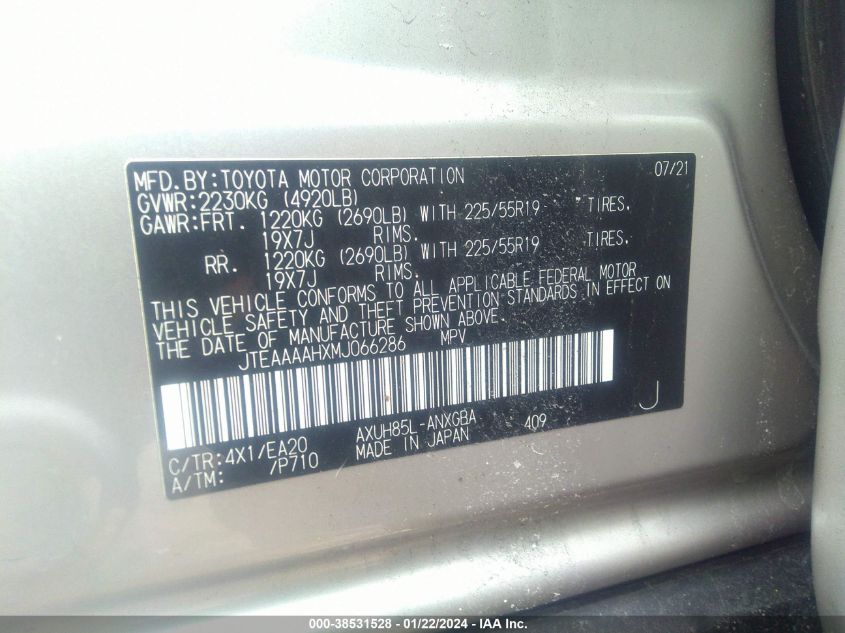 MFD.BY:TOYOTA MOTOR CORPORATION 07/21
GVWR:2230KG (4920LB)
GAWR:FRT. 1220KG (2690LB) WITH 225/55R19 TIRES.
19X7J RIMS.
RR. 1220KG (2690LB) WITH 225/55R19 TIRES.
19X7J RIMS.
THIS VEHICLE CONFORMS TO ALL APPLICABLE FEDERAL MOTOR
VEHICLE SAFETY AND THEFT PREVENTION STANDARDS IN EFFECT ON
THE DATE OF MANUFACTURE SHOWN ABOVE.
JTEAAAAHXMJ066286 MPV
J
C/TR:4X1/EA20 AXUH85L-ANXGBA 409
A/TM: /P710 MADE IN JAPAN
000-38531528 - 01/22/2024 - IAA Inc.